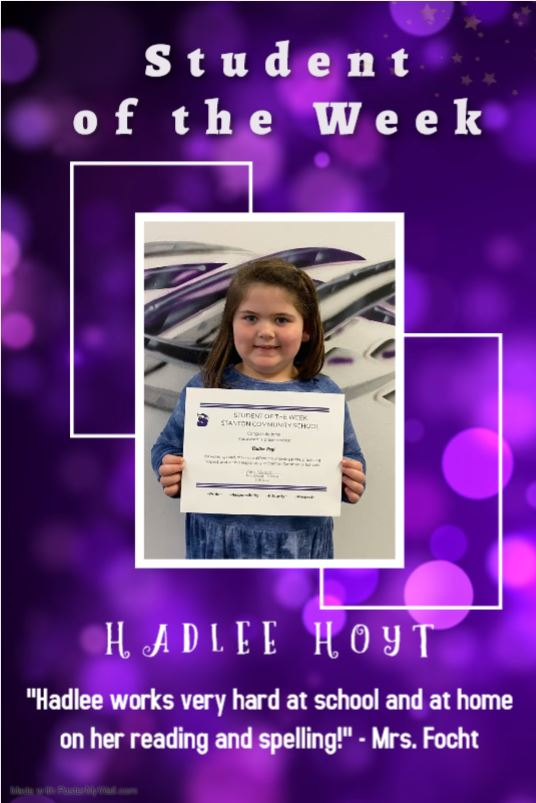 Student
of the Week
STUDENT OF THE WEEK
STANTON COMMUNITY SCHOOL
HADLEE HOYT
"Hadlee works very hard at school and at home
on her reading and spelling!" - Mrs. Focht
Made with PosterMyWall.com